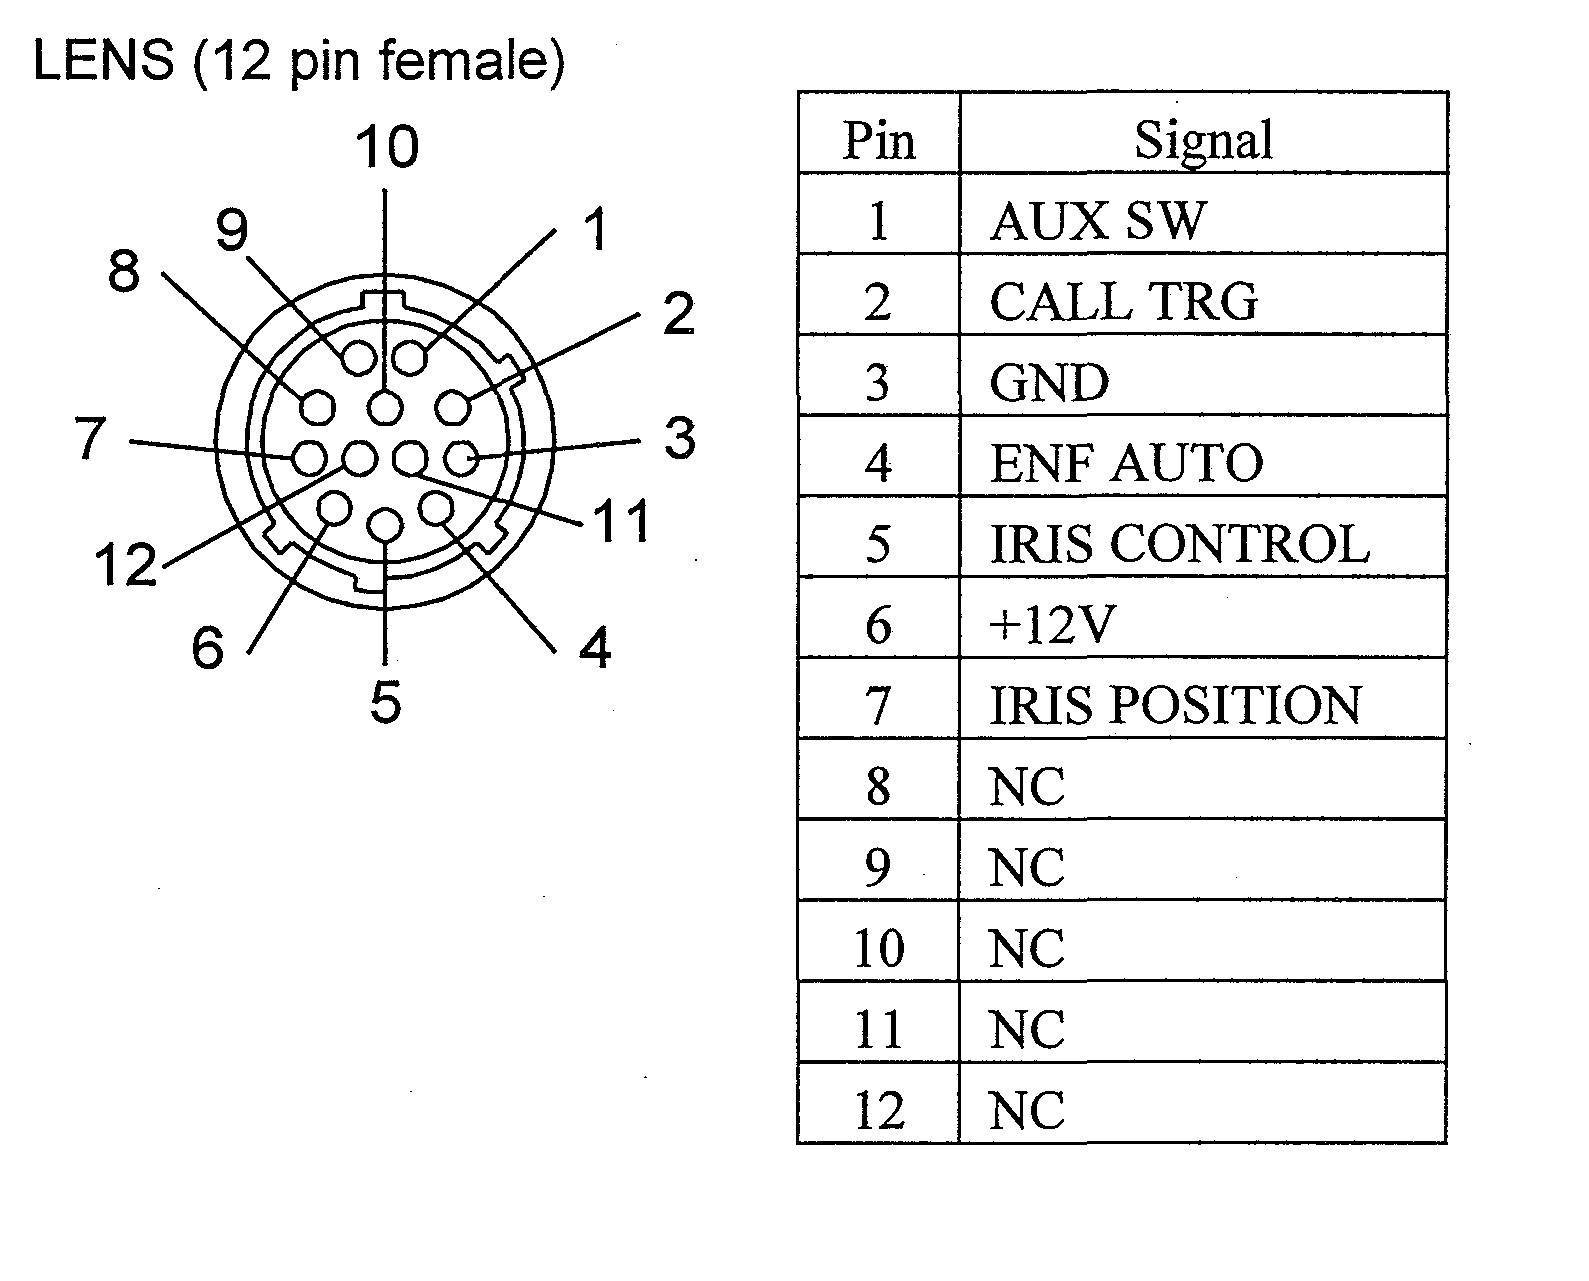 LENS (12 pin female)
10
9
1
8
2
7
3
11
12
6
4
5
Pin Signal
1 AUX SW
2 CALL TRG
3 GND
4 ENF AUTO
5 IRIS CONTROL
6 +12V
7 IRIS POSITION
8 NC
9 NC
10 NC
11 NC
12 NC